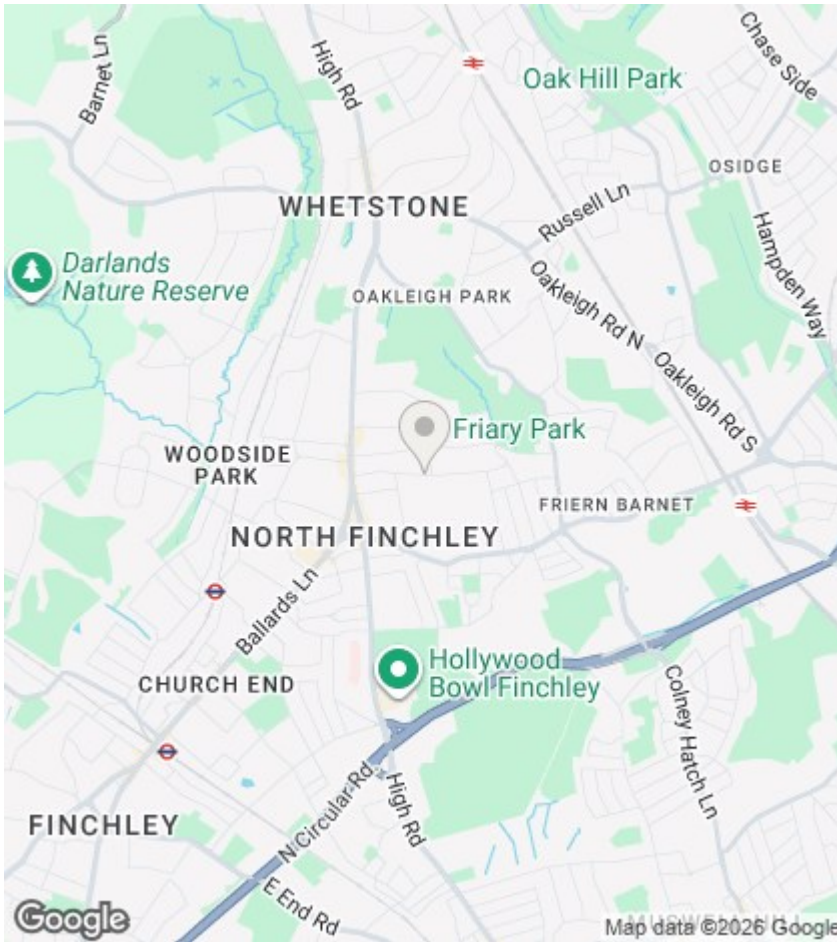 Barnet Ln
High Rd
Oak Hill Park
Chase Side
OSIDGE
WHETSTONE
Russell Ln
Hampden Way
Darlands
Nature Reserve
OAKLEIGH PARK
Oakleigh Rd N
Oakleigh Rd S
Friary Park
WOODSIDE
PARK
FRIERN BARNET
NORTH FINCHLEY
Ballards Ln
Hollywood
Bowl Finchley
CHURCH END
Colney Hatch Ln
N Circular Rd
High Rd
FINCHLEY
E End Rd
MUSWELL HILL
Google
Map data ©2026 Google